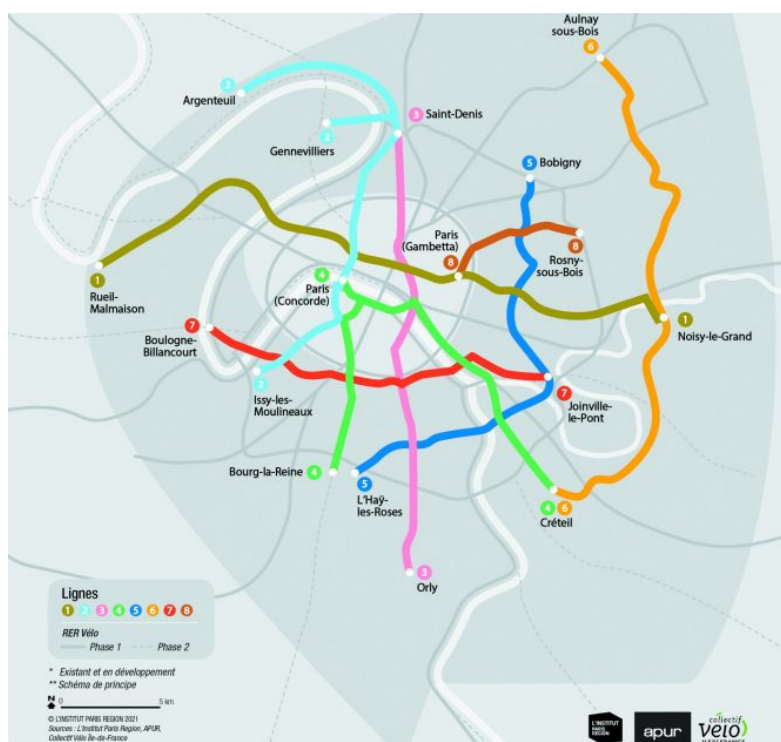 Aulnay
sous-Bois
6
2
Argenteuil
3 Saint-Denis
2
Gennevilliers
5 Bobigny
Paris
(Gambetta)
8
8
Rosny-
sous-Bois
1
Rueil-
Malmaison
4
Paris
(Concorde)
7
Boulogne-
Billancourt
1
Noisy-le-Grand
2
Issy-les-
Moulineaux
7
Joinville-
le-Pont
Bourg-la-Reine 4
5
L'Haÿ-
les-Roses
4 6
Créteil
3
Orly
Lignes
1 2 3 4 5 6 7 8
RER Vélo
Phase 1 Phase 2
* Existant et en développement
** Schéma de principe
N
0 5 km
© L'INSTITUT PARIS REGION 2021
Sources : L'Institut Paris Region, APUR,
Collectif Vélo Île-de-France
L'INSTITUT
PARIS
REGION
apur
collectif
Vélo